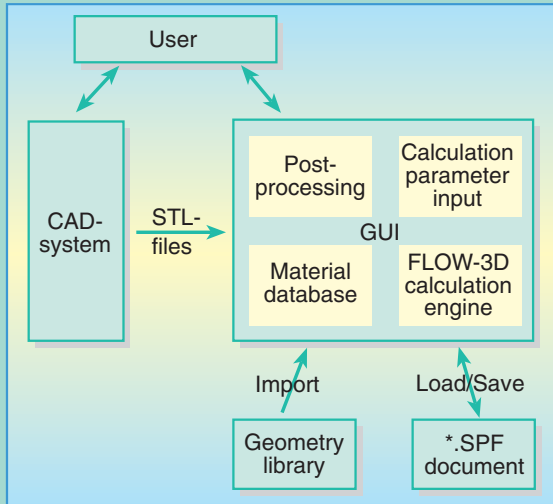 User
CAD-
system
STL-
files
Post-
processing
Calculation
parameter
input
GUI
Material
database
FLOW-3D
calculation
engine
Import
Load/Save
Geometry
library
*.SPF
document